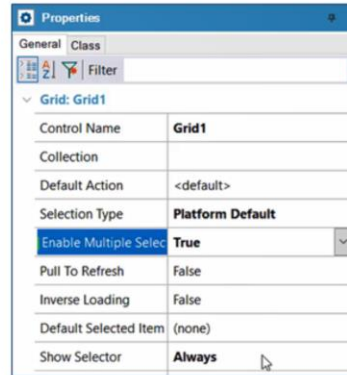 Properties
General Class
Filter
Grid: Grid1
Control Name Grid1
Collection
Default Action <default>
Selection Type Platform Default
Enable Multiple Selec True
Pull To Refresh False
Inverse Loading False
Default Selected Item (none)
Show Selector Always